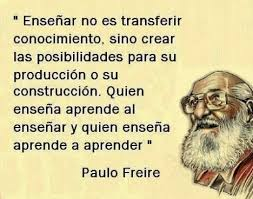 " Enseñar no es transferir
conocimiento, sino crear
las posibilidades para su
producción o su
construcción. Quien
enseña aprende al
enseñar y quien enseña
aprende a aprender "
Paulo Freire